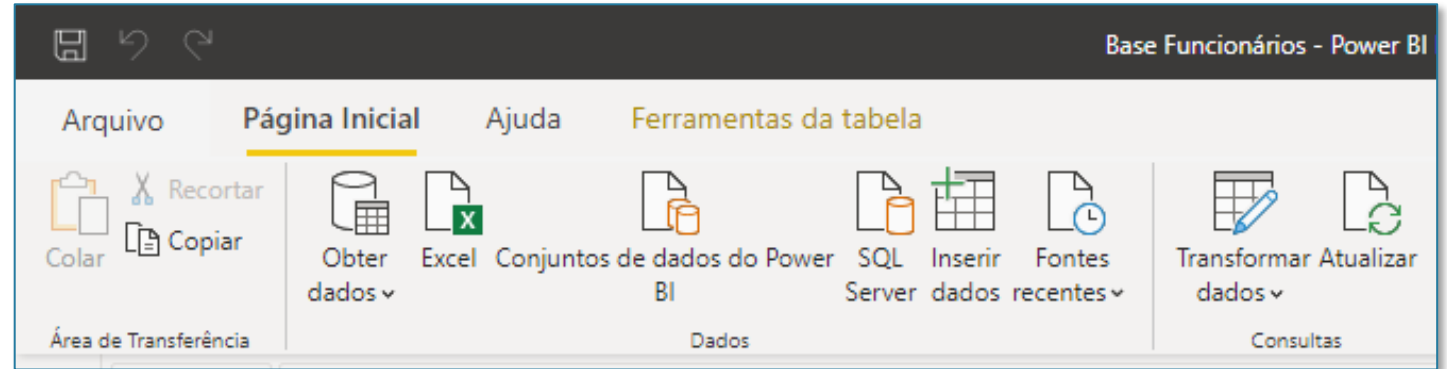 Base Funcionários - Power BI
Arquivo Página Inicial Ajuda Ferramentas da tabela
Colar
Recortar
Copiar
Área de Transferência
Obter
dados
Excel
Conjuntos de dados do Power
BI
SQL
Server
Inserir
dados
Fontes
recentes
Dados
Transformar
dados
Atualizar
Consultas